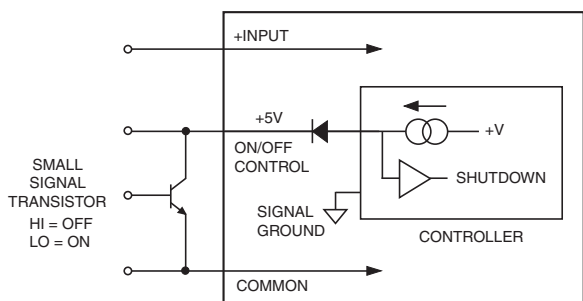 +INPUT
+5V
ON/OFF
CONTROL
+V
SHUTDOWN
SMALL
SIGNAL
TRANSISTOR
HI = OFF
LO = ON
SIGNAL
GROUND
CONTROLLER
COMMON